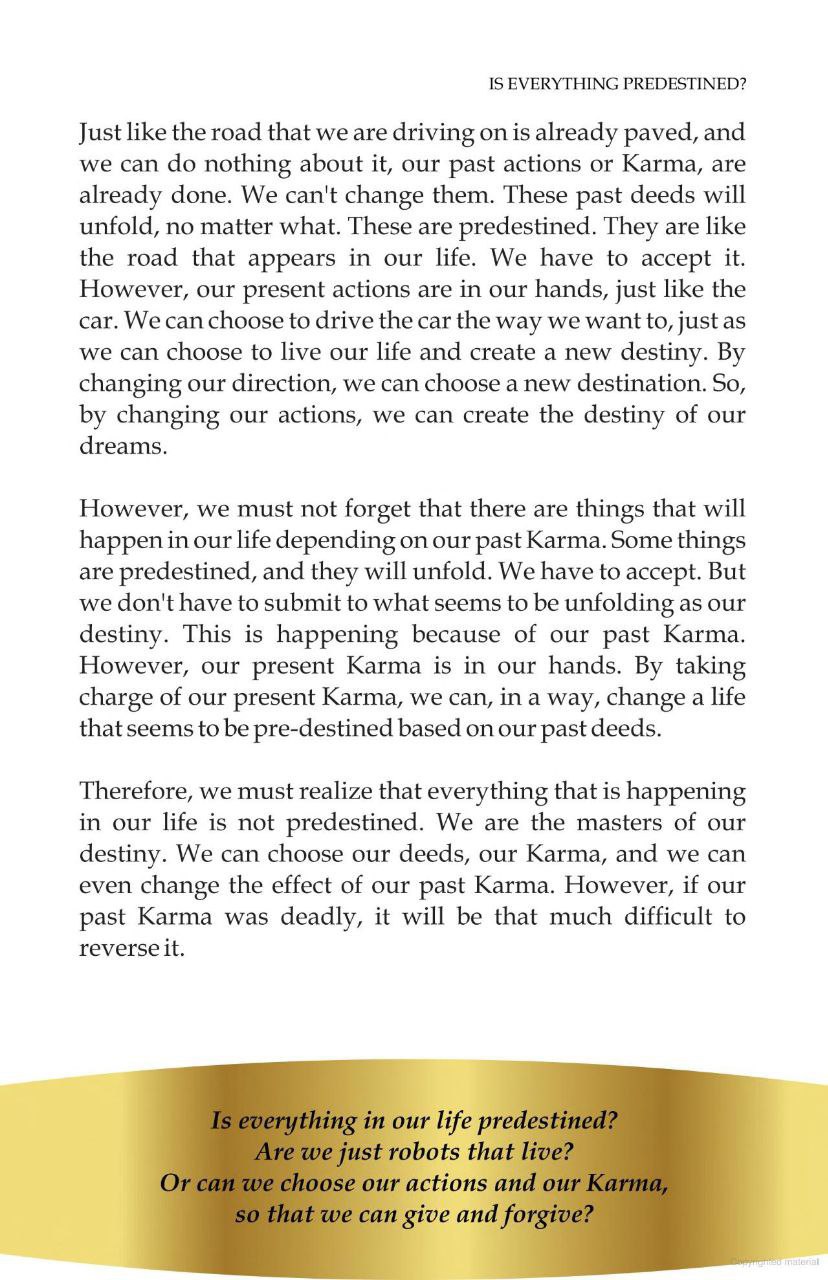 IS EVERYTHING PREDESTINED?
Just like the road that we are driving on is already paved, and
we can do nothing about it, our past actions or Karma, are
already done. We can't change them. These past deeds will
unfold, no matter what. These are predestined. They are like
the road that appears in our life. We have to accept it.
However, our present actions are in our hands, just like the
car. We can choose to drive the car the way we want to, just as
we can choose to live our life and create a new destiny. By
changing our direction, we can choose a new destination. So,
by changing our actions, we can create the destiny of our
dreams.
However, we must not forget that there are things that will
happen in our life depending on our past Karma. Some things
are predestined, and they will unfold. We have to accept. But
we don't have to submit to what seems to be unfolding as our
destiny. This is happening because of our past Karma.
However, our present Karma is in our hands. By taking
charge of our present Karma, we can, in a way, change a life
that seems to be pre-destined based on our past deeds.
Therefore, we must realize that everything that is happening
in our life is not predestined. We are the masters of our
destiny. We can choose our deeds, our Karma, and we can
even change the effect of our past Karma. However, if our
past Karma was deadly, it will be that much difficult to
reverse it.
Is everything in our life predestined?
Are we just robots that live?
Or can we choose our actions and our Karma,
so that we can give and forgive?
Copyrighted material